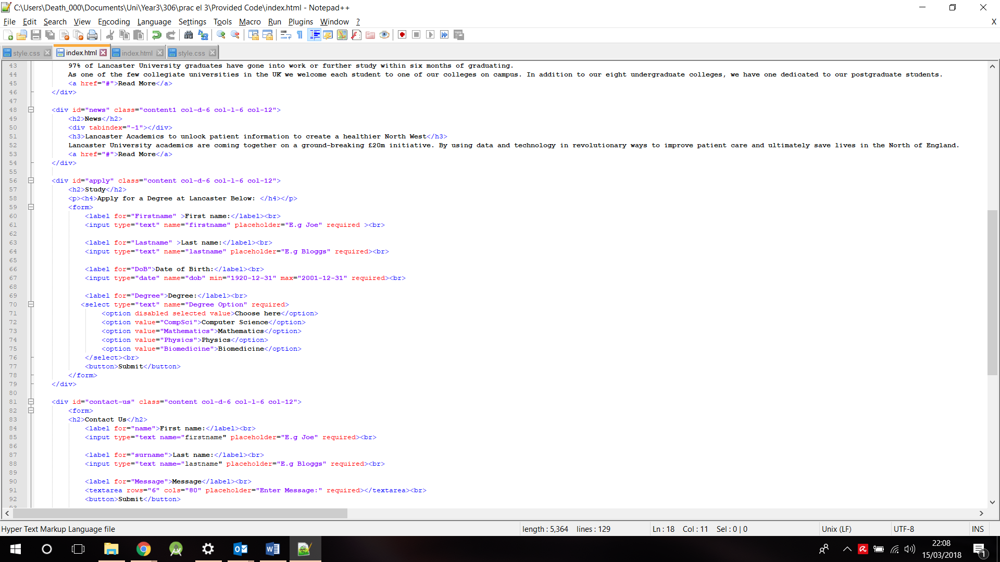 C:\Users\Death_000\Documents\Uni\Year3\306\prac el 3\Provided Code\index.html - Notepad++
File Edit Search View Encoding Language Settings Tools Macro Run Plugins Window ? X
style.css index.html index.html style.css
43 97% of Lancaster University graduates have gone into work or further study within six months of graduating.
44 As one of the few collegiate universities in the UK we welcome each student to one of our colleges on campus. In addition to our eight undergraduate colleges, we have one dedicated to our postgraduate students.
45 <a href="#">Read More</a>
46 </div>
47
48 <div id="news" class="content1 col-d-6 col-l-6 col-12">
49 <h2>News</h2>
50 <div tabindex="-1"></div>
51 <h3>Lancaster Academics to unlock patient information to create a healthier North West</h3>
52 Lancaster University academics are coming together on a ground-breaking £20m initiative. By using data and technology in revolutionary ways to improve patient care and ultimately save lives in the North of England.
53 <a href="#">Read More</a>
54 </div>
55
56 <div id="apply" class="content col-d-6 col-l-6 col-12">
57 <h2>Study</h2>
58 <p><h4>Apply for a Degree at Lancaster Below: </h4></p>
59 <form>
60 <label for="Firstname" >First name:</label><br>
61 <input type="text" name="firstname" placeholder="E.g Joe" required ><br>
62
63 <label for="Lastname" >Last name:</label><br>
64 <input type="text" name="lastname" placeholder="E.g Bloggs" required><br>
65
66 <label for="DoB">Date of Birth:</label><br>
67 <input type="date" name="dob" min="1920-12-31" max="2001-12-31" required><br>
68
69 <label for="Degree">Degree:</label><br>
70 <select type="text" name="Degree Option" required>
71 <option disabled selected value>Choose here</option>
72 <option value="CompSci">Computer Science</option>
73 <option value="Mathematics">Mathematics</option>
74 <option value="Physics">Physics</option>
75 <option value="Biomedicine">Biomedicine</option>
76 </select><br>
77 <button>Submit</button>
78 </form>
79 </div>
80
81 <div id="contact-us" class="content col-d-6 col-l-6 col-12">
82 <form>
83 <h2>Contact Us</h2>
84 <label for="name">First name:</label><br>
85 <input type="text name="firstname" placeholder="E.g Joe" required><br>
86
87 <label for="surname">Last name:</label><br>
88 <input type="text name="lastname" placeholder="E.g Bloggs" required><br>
89
90 <label for="Message">Message</label><br>
91 <textarea rows="6" cols="80" placeholder="Enter Message:" required></textarea><br>
92 <button>Submit</button>
93
Hyper Text Markup Language file length : 5,364 lines : 129 Ln : 18 Col : 11 Sel : 0 | 0 Unix (LF) UTF-8 INS
22:08
15/03/2018
1